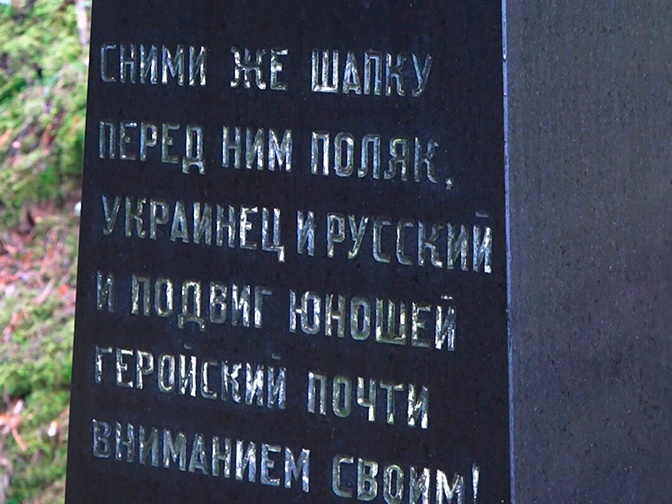 СНИМИ ЖЕ ШАПКУ
ПЕРЕД НИМ ПОЛЯК,
УКРАИНЕЦ И РУССКИЙ
И ПОДВИГ ЮНОШЕЙ
ГЕРОЙСКИЙ ПОЧТИ
ВНИМАНИЕМ СВОИМ!